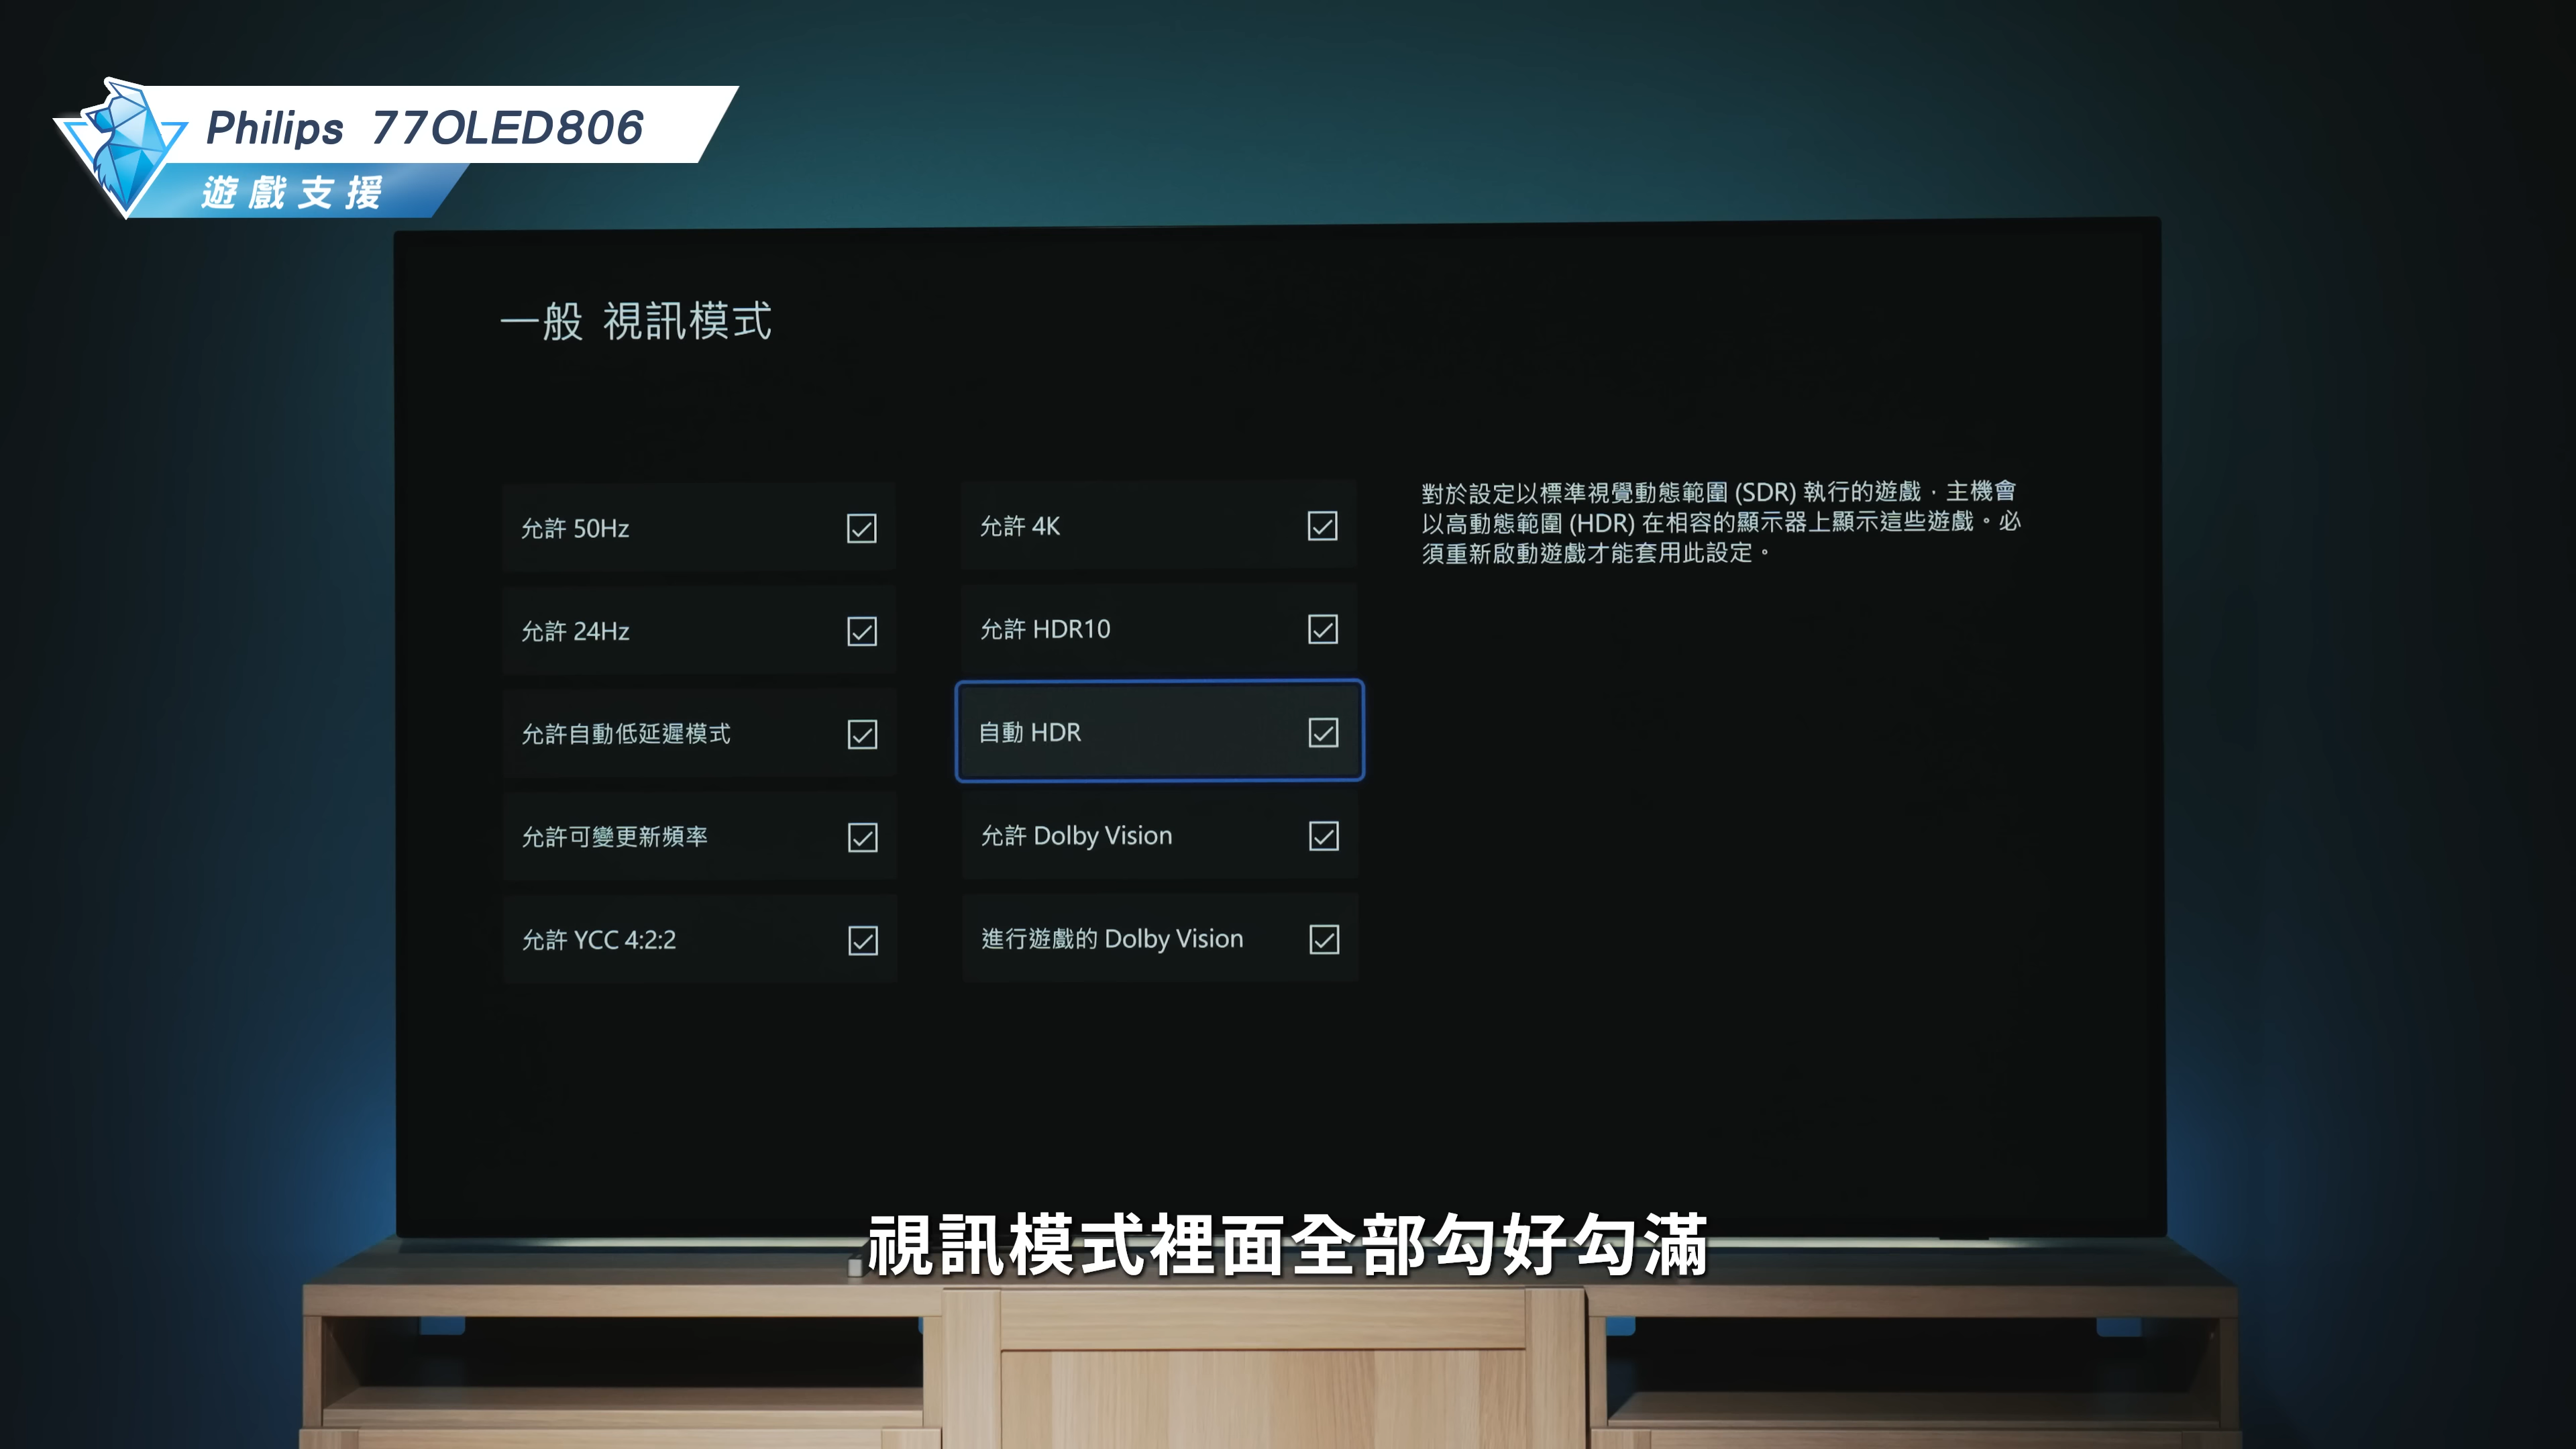 Philips 77OLED806
遊戲支援
一般 視訊模式
允許 50Hz
允許 24Hz
允許自動低延遲模式
允許可變更新頻率
允許 YCC 4:2:2
允許 4K
允許 HDR10
自動 HDR
允許 Dolby Vision
進行遊戲的 Dolby Vision
對於設定以標準視覺動態範圍 (SDR) 執行的遊戲，主機會
以高動態範圍 (HDR) 在相容的顯示器上顯示這些遊戲。必
須重新啟動遊戲才能套用此設定。
視訊模式裡面全部勾好勾滿